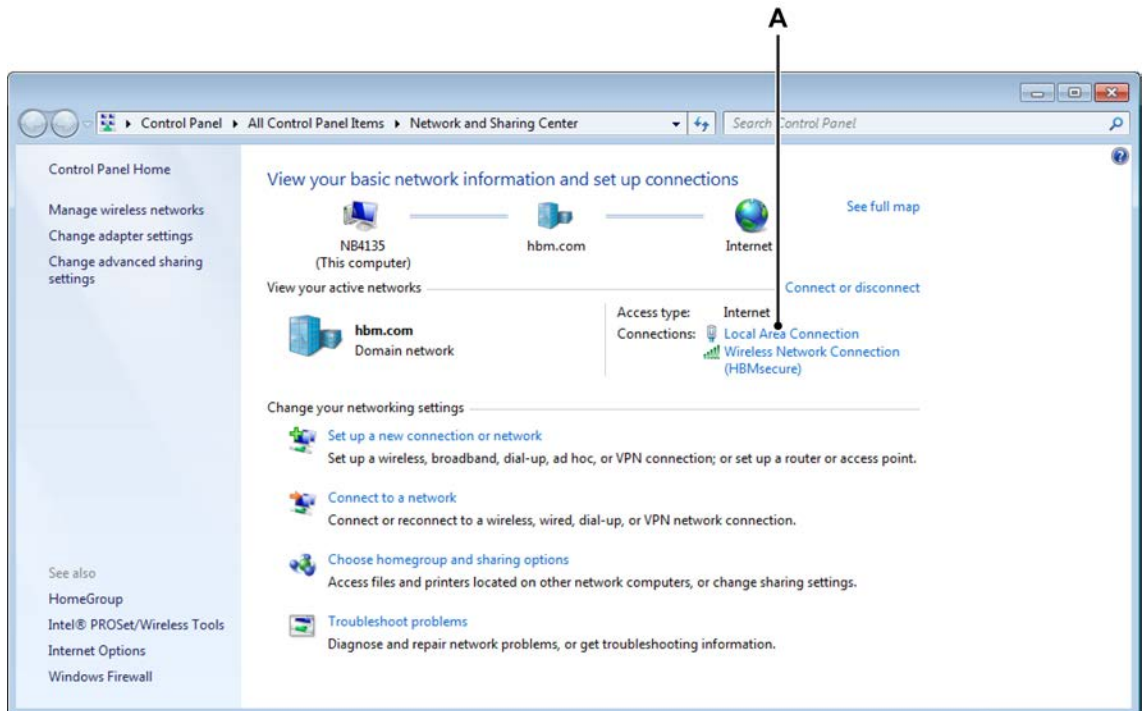 A
Control Panel ▸ All Control Panel Items ▸ Network and Sharing Center
Search Control Panel
Control Panel Home
Manage wireless networks
Change adapter settings
Change advanced sharing
settings
See also
HomeGroup
Intel® PROSet/Wireless Tools
Internet Options
Windows Firewall
View your basic network information and set up connections
See full map
NB4135
(This computer)
hbm.com
Internet
View your active networks
Connect or disconnect
hbm.com
Domain network
Access type: Internet
Connections: Local Area Connection
Wireless Network Connection
(HBMsecure)
Change your networking settings
Set up a new connection or network
Set up a wireless, broadband, dial-up, ad hoc, or VPN connection; or set up a router or access point.
Connect to a network
Connect or reconnect to a wireless, wired, dial-up, or VPN network connection.
Choose homegroup and sharing options
Access files and printers located on other network computers, or change sharing settings.
Troubleshoot problems
Diagnose and repair network problems, or get troubleshooting information.